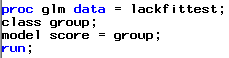 proc glm data = lackfittest;
class group;
model score = group;
run;